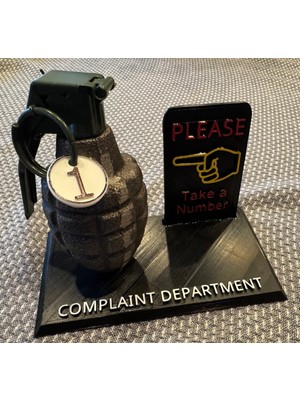 PLEASE
Take a
Number
1
COMPLAINT DEPARTMENT